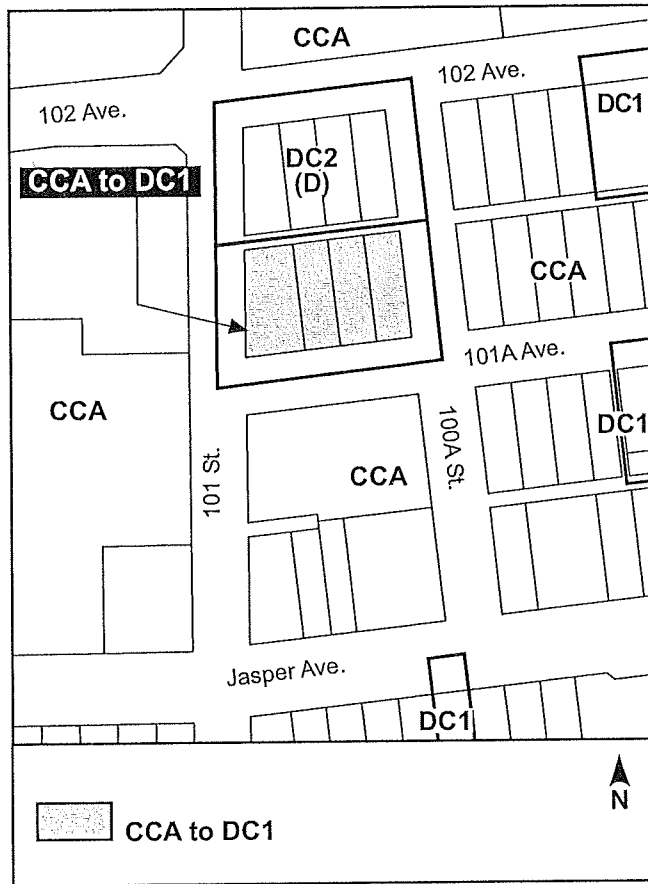 CCA
102 Ave.
102 Ave.
DC1
DC2
(D)
CCA to DC1
CCA
101A Ave.
CCA
DC1
101 St.
100A St.
CCA
Jasper Ave.
DC1
N
CCA to DC1